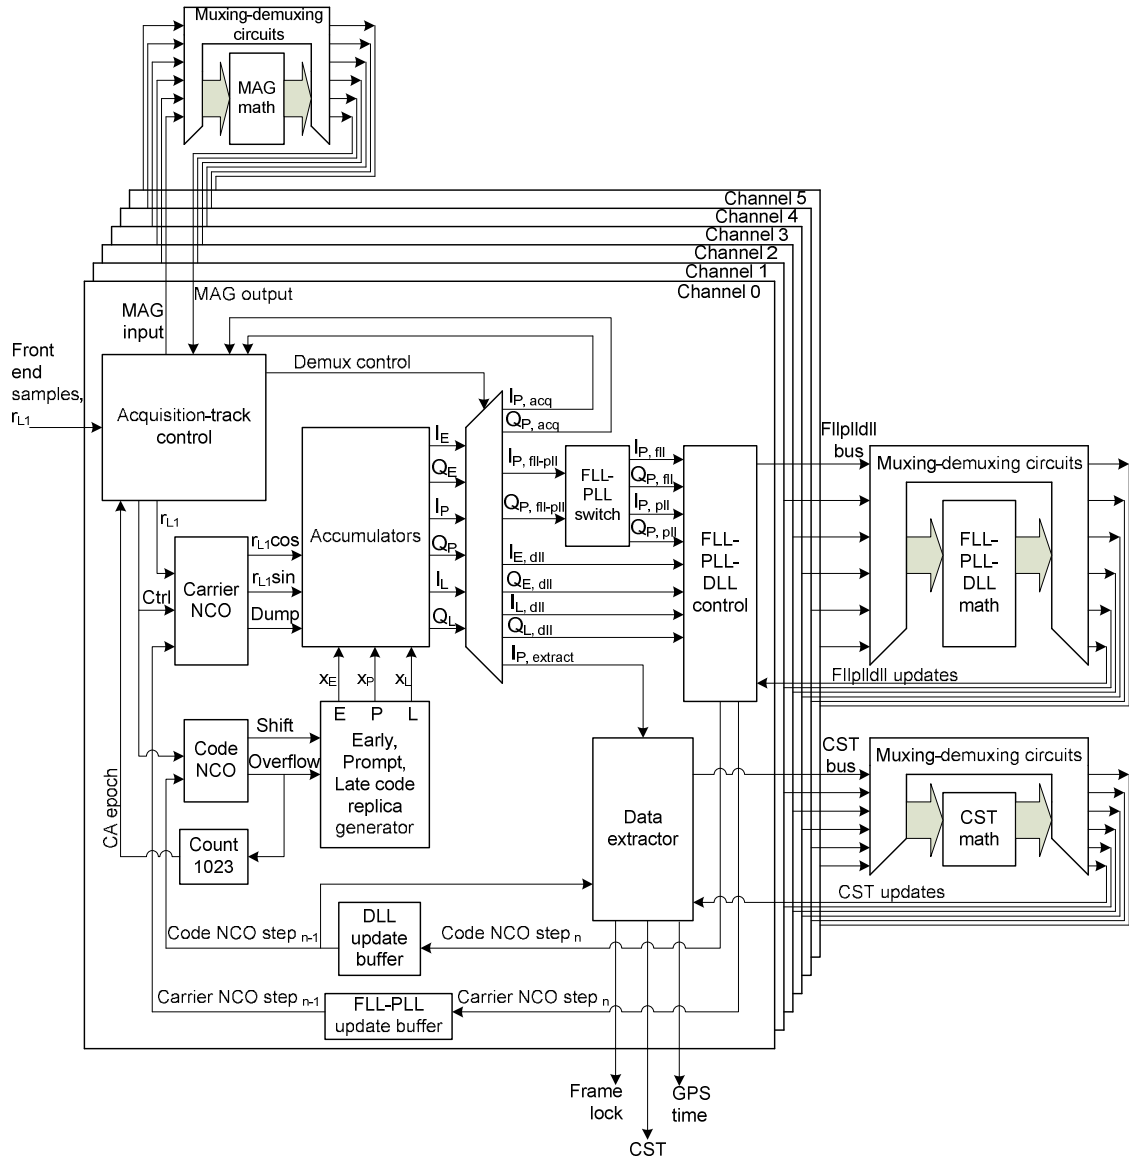 Muxing-demuxing
circuits
MAG
math
Channel 5
Channel 4
Channel 3
Channel 2
Channel 1
Channel 0
MAG output
MAG
input
Front
end
samples,
rL1
Acquisition-track
control
Demux control
IP, acq
QP, acq
IE
QE
IP
QP
IL
QL
Accumulators
IP, fll-pll
QP, fll-pll
FLL-
PLL
switch
IP, fll
QP, fll
IP, pll
QP, pll
IE, dll
QE, dll
IL, dll
QL, dll
IP, extract
FLL-
PLL-
DLL
control
Fllplldll
bus
Muxing-demuxing circuits
FLL-
PLL-
DLL
math
Fllplldll updates
rL1
Ctrl
Carrier
NCO
rL1cos
rL1sin
Dump
xE
xP
xL
E P L
Early,
Prompt,
Late code
replica
generator
Code
NCO
Shift
Overflow
CA epoch
Count
1023
Data
extractor
CST
bus
Muxing-demuxing circuits
CST
math
CST updates
Code NCO step n-1
DLL
update
buffer
Code NCO step n
Carrier NCO step n-1
FLL-PLL
update buffer
Carrier NCO step n
Frame
lock
GPS
time
CST